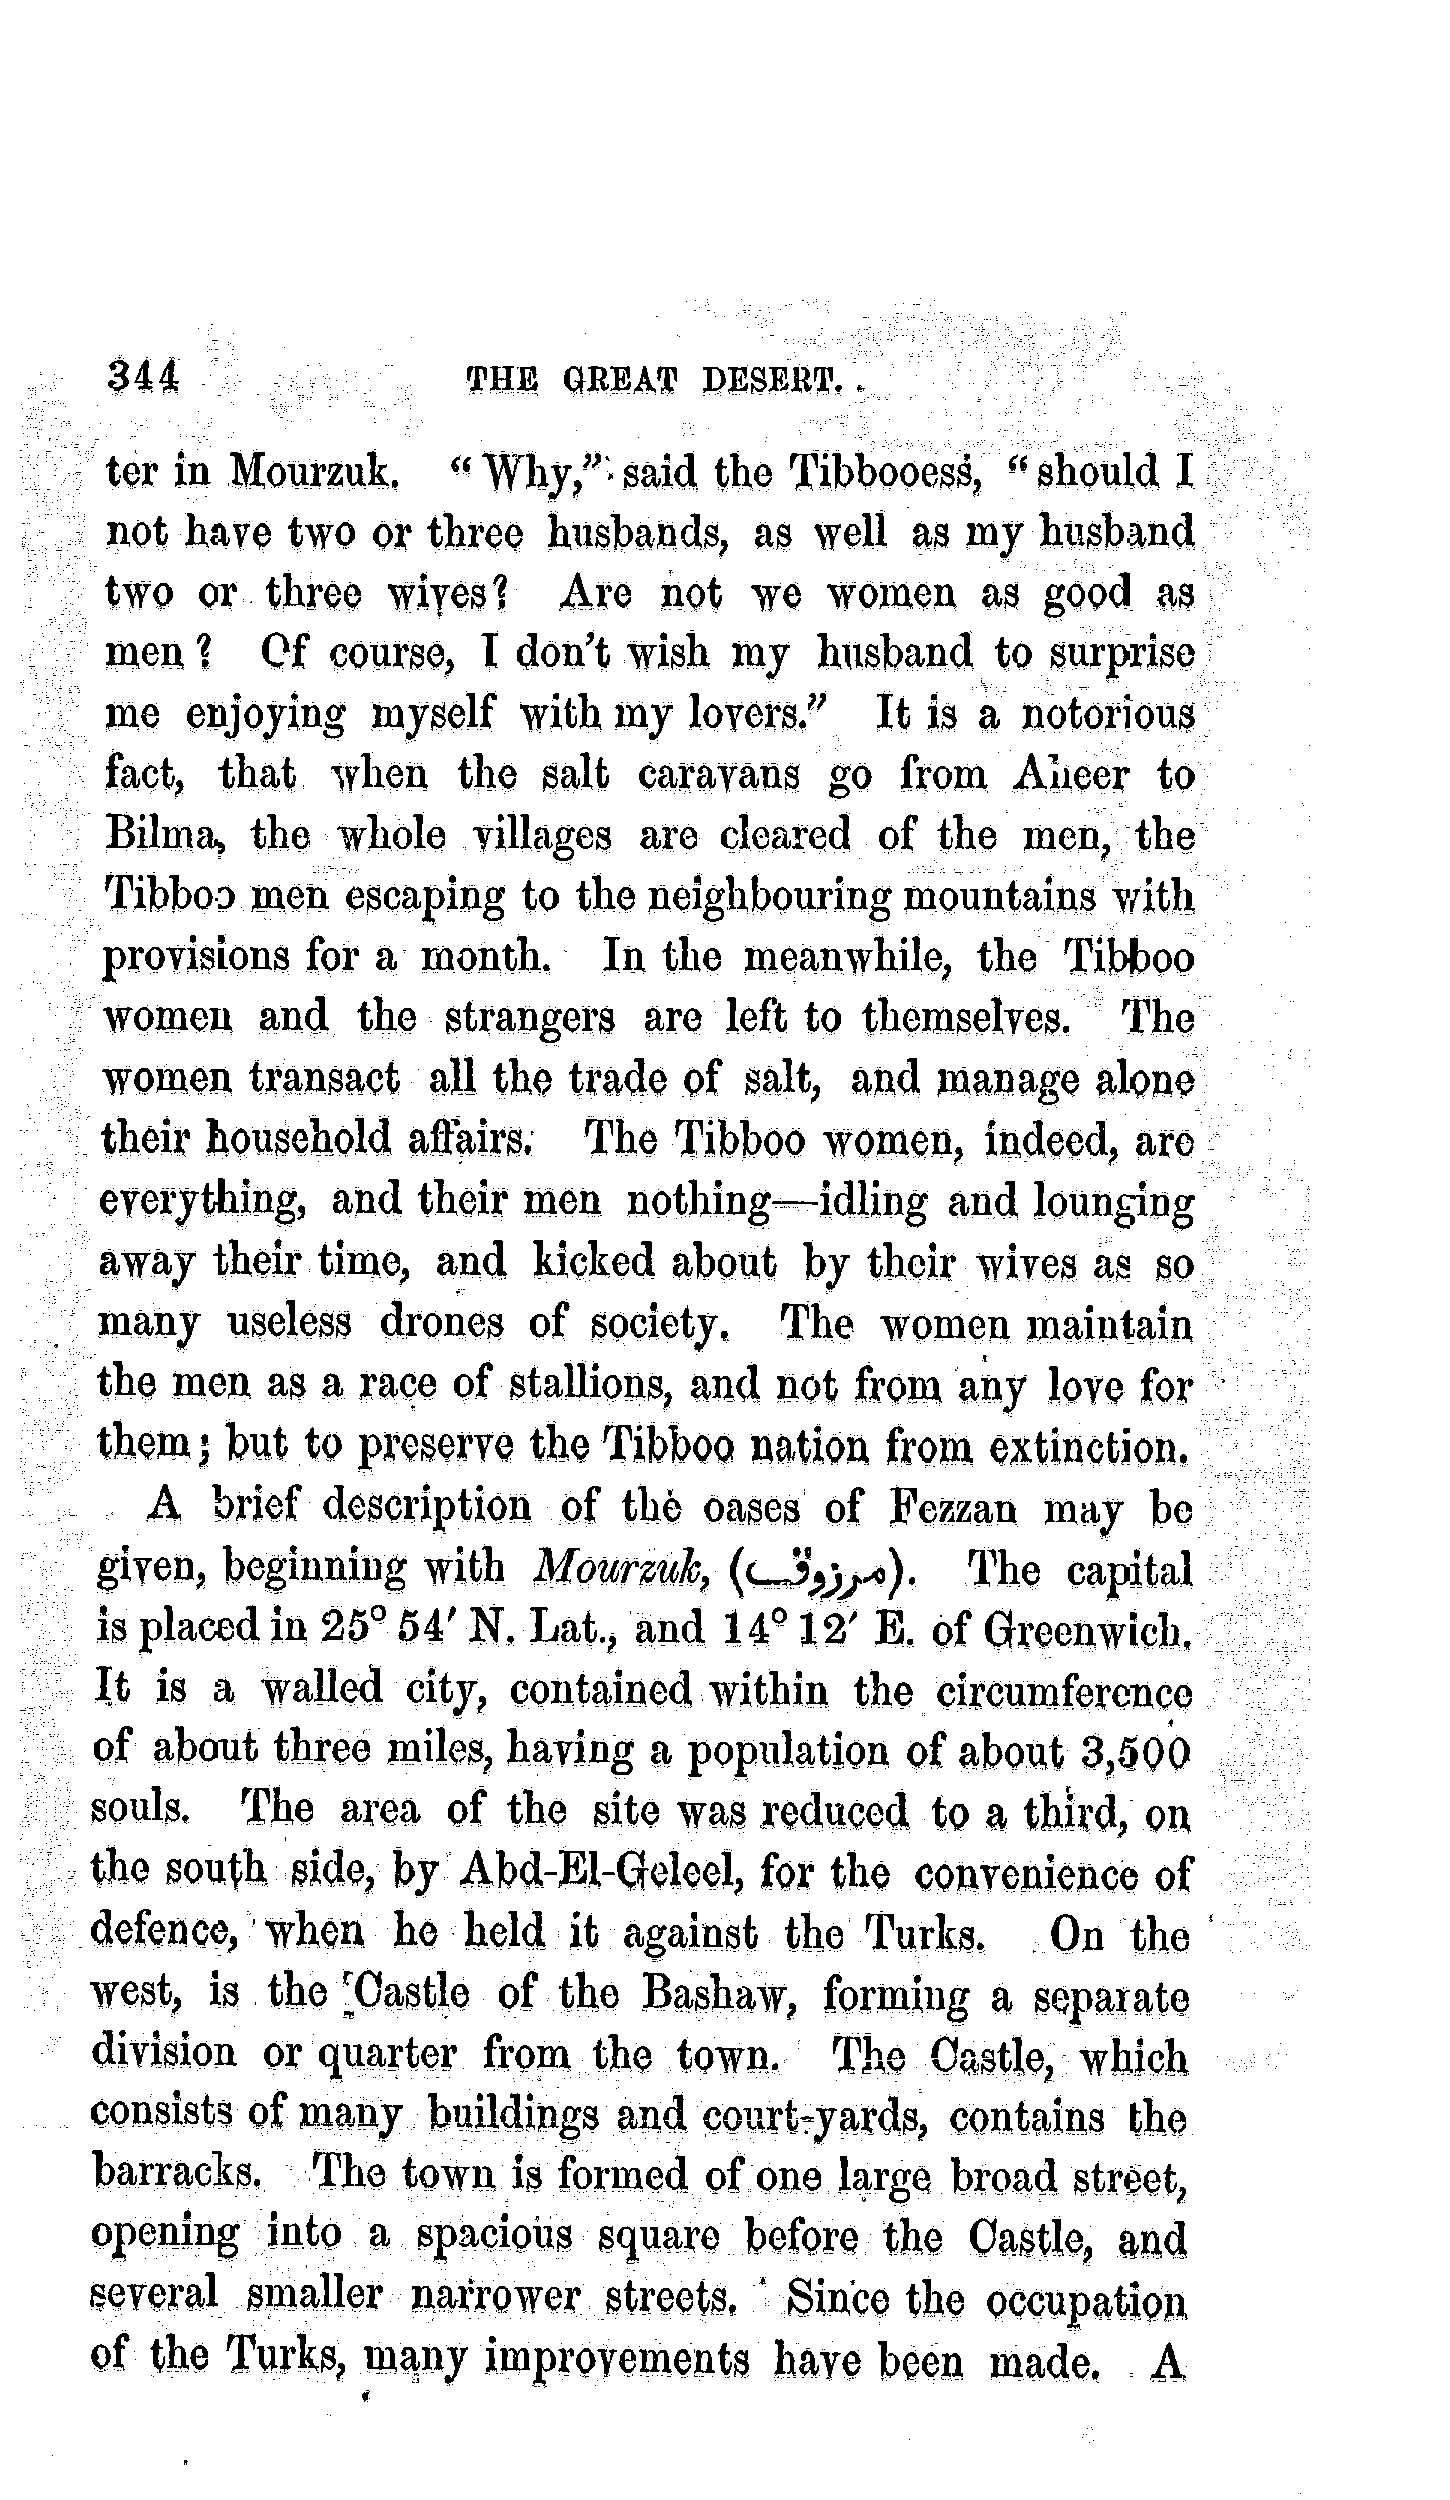 344 THE GREAT DESERT.
ter in Mourzuk. “Why,” said the Tibbooess, “should I
not have two or three husbands, as well as my husband
two or three wives? Are not we women as good as
men? Of course, I don’t wish my husband to surprise
me enjoying myself with my lovers.” It is a notorious
fact, that when the salt caravans go from Aheer to
Bilma, the whole villages are cleared of the men, the
Tibboo men escaping to the neighbouring mountains with
provisions for a month. In the meanwhile, the Tibboo
women and the strangers are left to themselves. The
women transact all the trade of salt, and manage alone
their household affairs. The Tibboo women, indeed, are
everything, and their men nothing—idling and lounging
away their time, and kicked about by their wives as so
many useless drones of society. The women maintain
the men as a race of stallions, and not from any love for
them; but to preserve the Tibboo nation from extinction.
A brief description of the oases of Fezzan may be
given, beginning with Mourzuk, (مرزوق). The capital
is placed in 25° 54′ N. Lat., and 14° 12′ E. of Greenwich.
It is a walled city, contained within the circumference
of about three miles, having a population of about 3,500
souls. The area of the site was reduced to a third, on
the south side, by Abd-El-Geleel, for the convenience of
defence, when he held it against the Turks. On the
west, is the Castle of the Bashaw, forming a separate
division or quarter from the town. The Castle, which
consists of many buildings and court-yards, contains the
barracks. The town is formed of one large broad street,
opening into a spacious square before the Castle, and
several smaller narrower streets. Since the occupation
of the Turks, many improvements have been made. A